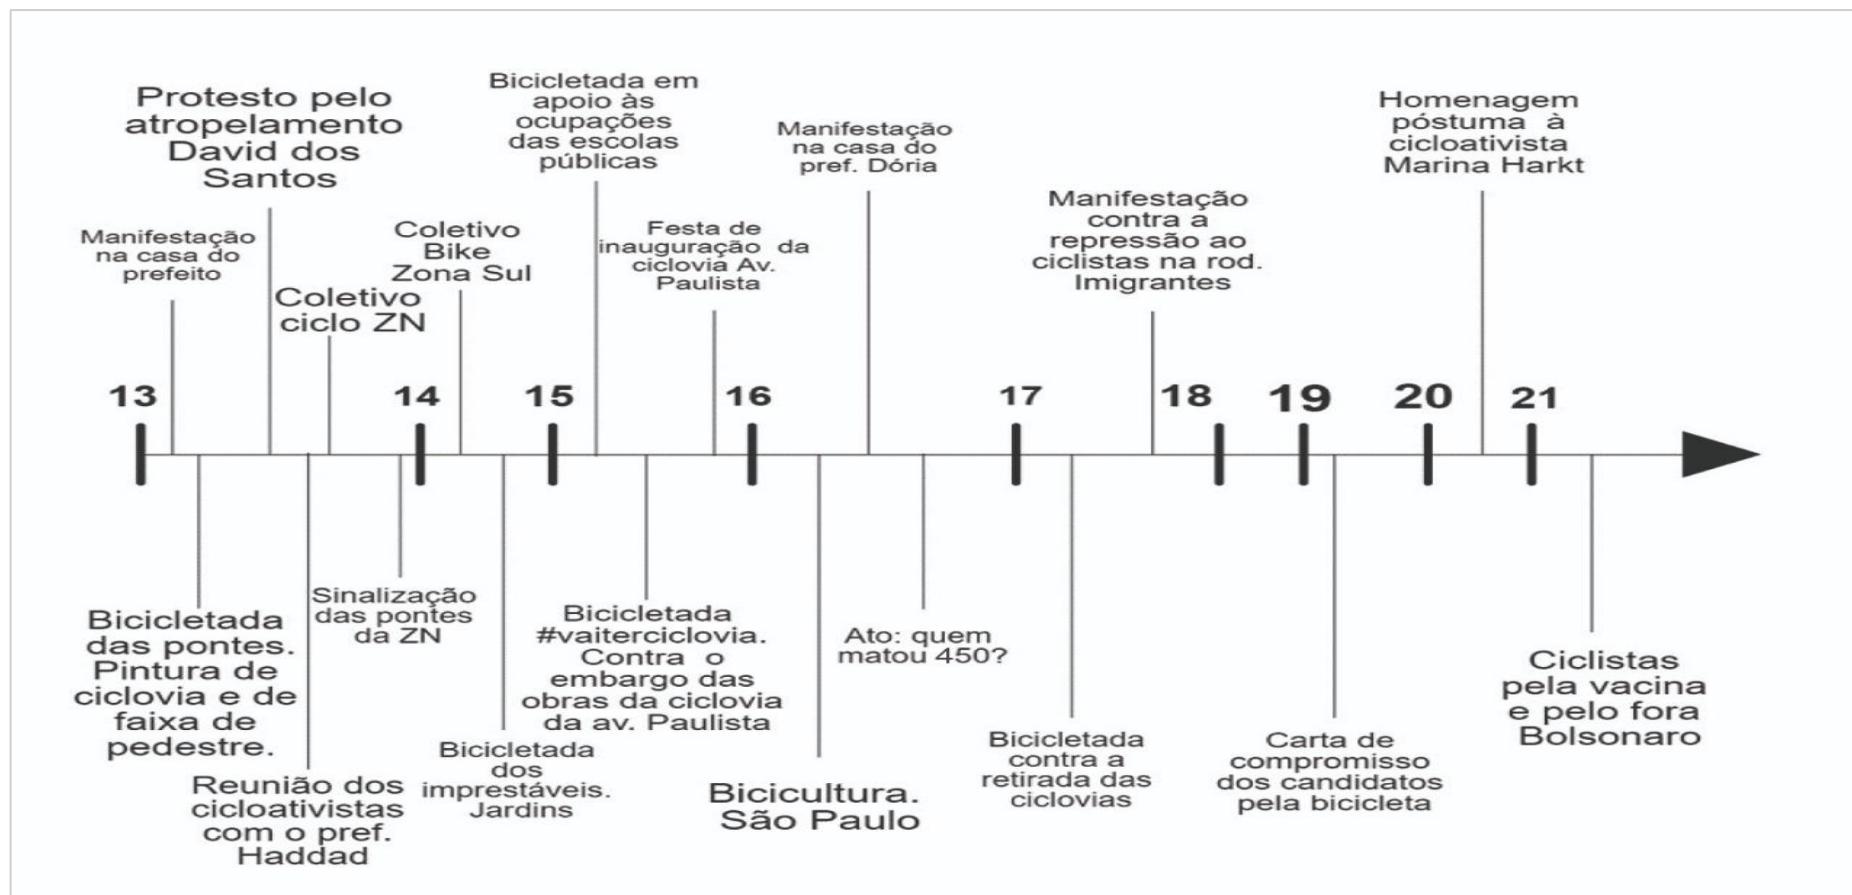 Protesto pelo
atropelamento
David dos
Santos
Manifestação
na casa do
prefeito
Coletivo
ciclo ZN
Coletivo
Bike
Zona Sul
Bicicletada em
apoio às
ocupações
das escolas
públicas
Festa de
inauguração da
ciclovia Av.
Paulista
Manifestação
na casa do
pref. Dória
Manifestação
contra a
repressão ao
ciclistas na rod.
Imigrantes
Homenagem
póstuma à
cicloativista
Marina Harkt
13 14 15 16 17 18 19 20 21
Bicicletada
das pontes.
Pintura de
ciclovia e de
faixa de
pedestre.
Reunião dos
cicloativistas
com o pref.
Haddad
Sinalização
das pontes
da ZN
Bicicletada
dos
imprestáveis.
Jardins
Bicicletada
#vaiterciclovia.
Contra o
embargo das
obras da ciclovia
da av. Paulista
Bicicultura.
São Paulo
Ato: quem
matou 450?
Bicicletada
contra a
retirada das
ciclovias
Carta de
compromisso
dos candidatos
pela bicicleta
Ciclistas
pela vacina
e pelo fora
Bolsonaro